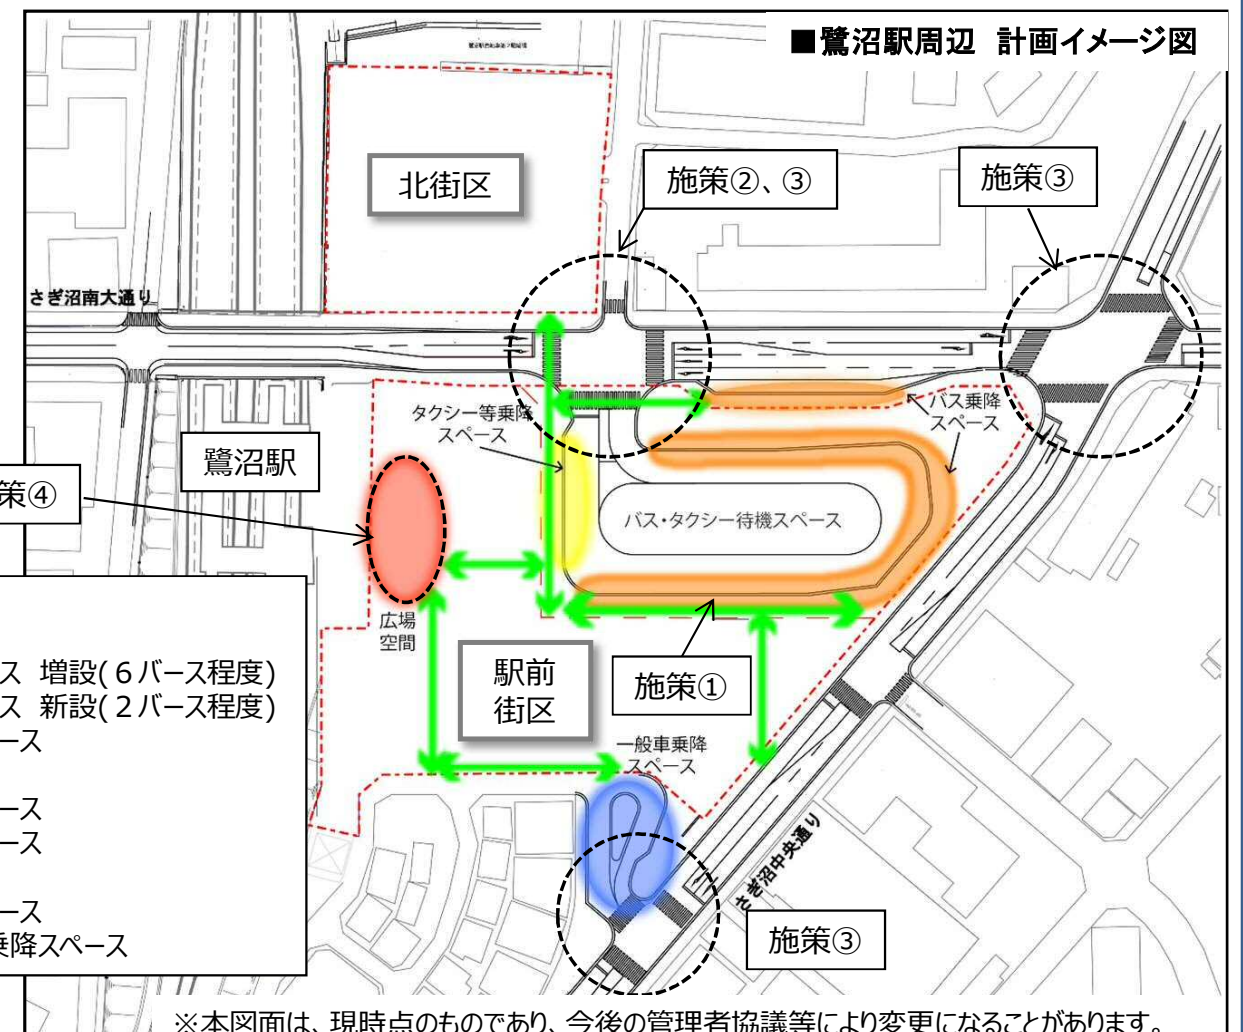 ■鷺沼駅周辺 計画イメージ図
北街区
施策②、③
施策③
さぎ沼南大通り
タクシー等乗降
スペース
バス乗降
スペース
鷺沼駅
策④
バス・タクシー待機スペース
広場
空間
駅前
街区
施策①
ス 増設(６バース程度)
ス 新設(２バース程度)
ース
ース
ース
ース
乗降スペース
一般車乗降
スペース
さぎ沼中央通り
施策③
※本図面は、現時点のものであり、今後の管理者協議等により変更になることがあります。